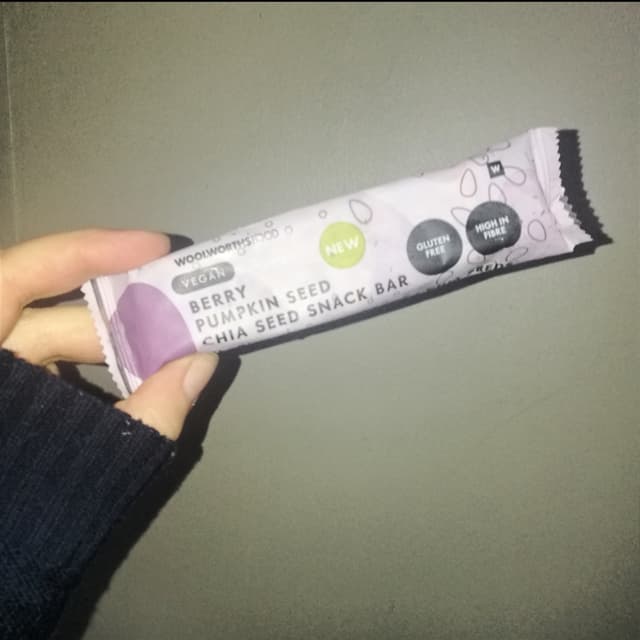 WOOLWORTHS FOOD
VEGAN
BERRY
PUMPKIN SEED
CHIA SEED SNACK BAR
NEW
GLUTEN
FREE
HIGH IN
FIBRE
W